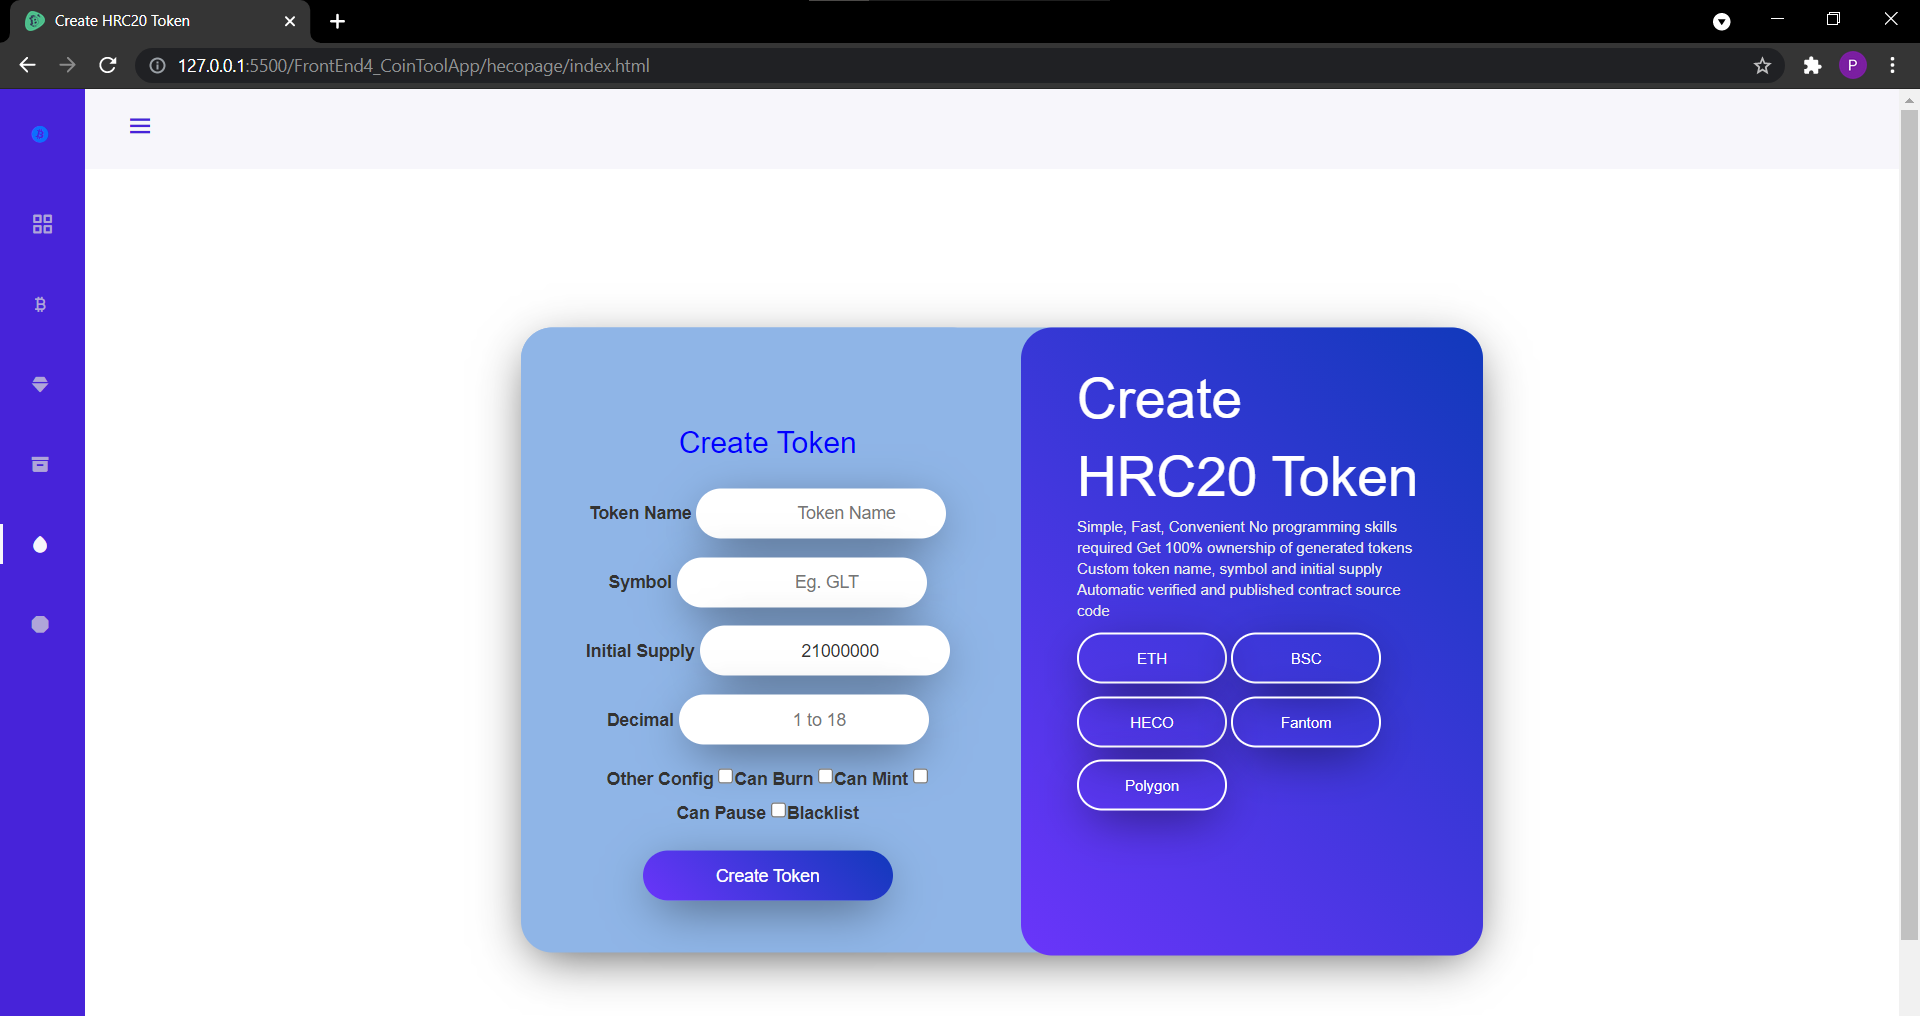 Create HRC20 Token
127.0.0.1:5500/FrontEnd4_CoinToolApp/hecopage/index.html
P
Create Token
Token Name Token Name
Symbol Eg. GLT
Initial Supply 21000000
Decimal 1 to 18
Other Config Can Burn Can Mint
Can Pause Blacklist
Create Token
Create
HRC20 Token
Simple, Fast, Convenient No programming skills
required Get 100% ownership of generated tokens
Custom token name, symbol and initial supply
Automatic verified and published contract source
code
ETH BSC
HECO Fantom
Polygon